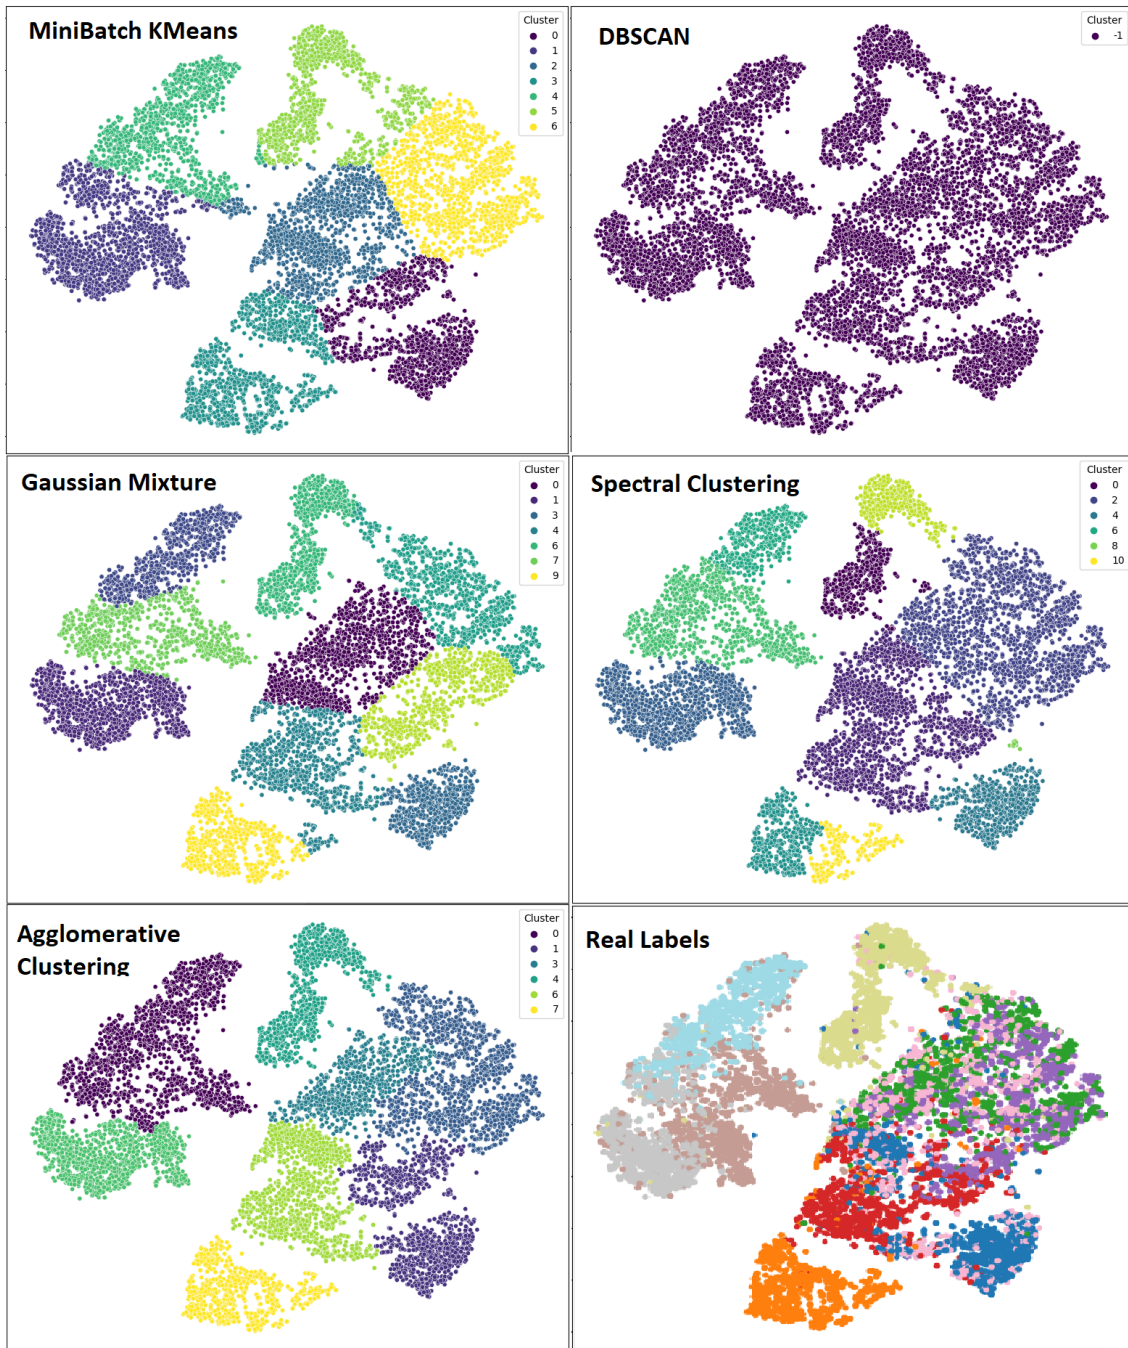 MiniBatch KMeans
Cluster
0
1
2
3
4
5
6
DBSCAN
Cluster
-1
Gaussian Mixture
Cluster
0
1
3
4
6
7
9
Spectral Clustering
Cluster
0
2
4
6
8
10
Agglomerative
Clustering
Cluster
0
1
3
4
6
7
Real Labels